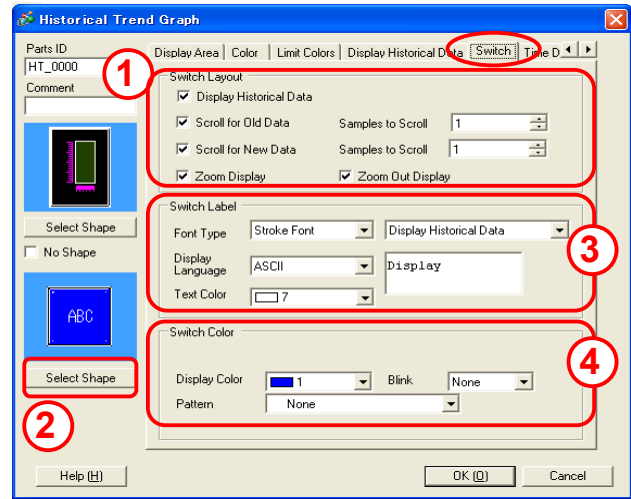 Historical Trend Graph
Parts ID
HT_0000
Comment
Display Area Color Limit Colors Display Historical Data Switch Time D
1
Switch Layout
Display Historical Data
Scroll for Old Data Samples to Scroll 1
Scroll for New Data Samples to Scroll 1
Zoom Display Zoom Out Display
Select Shape
No Shape
Switch Label
Font Type Stroke Font Display Historical Data
3
Display Language ASCII Display
Text Color 7
ABC
Select Shape
2
Switch Color
4
Display Color 1 Blink None
Pattern None
Help (H) OK (O) Cancel